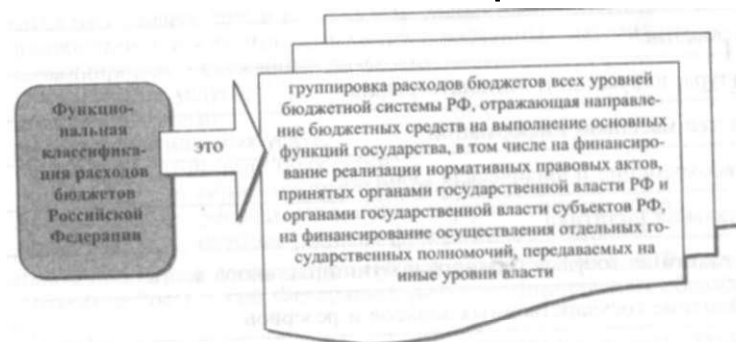 Функцио-
нальная
классифика-
ция расходов
бюджетов
Российской
Федерации
это
группировка расходов бюджетов всех уровней
бюджетной системы РФ, отражающая направле-
ние бюджетных средств на выполнение основных
функций государства, в том числе на финансиро-
вание реализации нормативных правовых актов,
принятых органами государственной власти РФ и
органами государственной власти субъектов РФ,
на финансирование осуществления отдельных го-
сударственных полномочий, передаваемых на
иные уровни власти